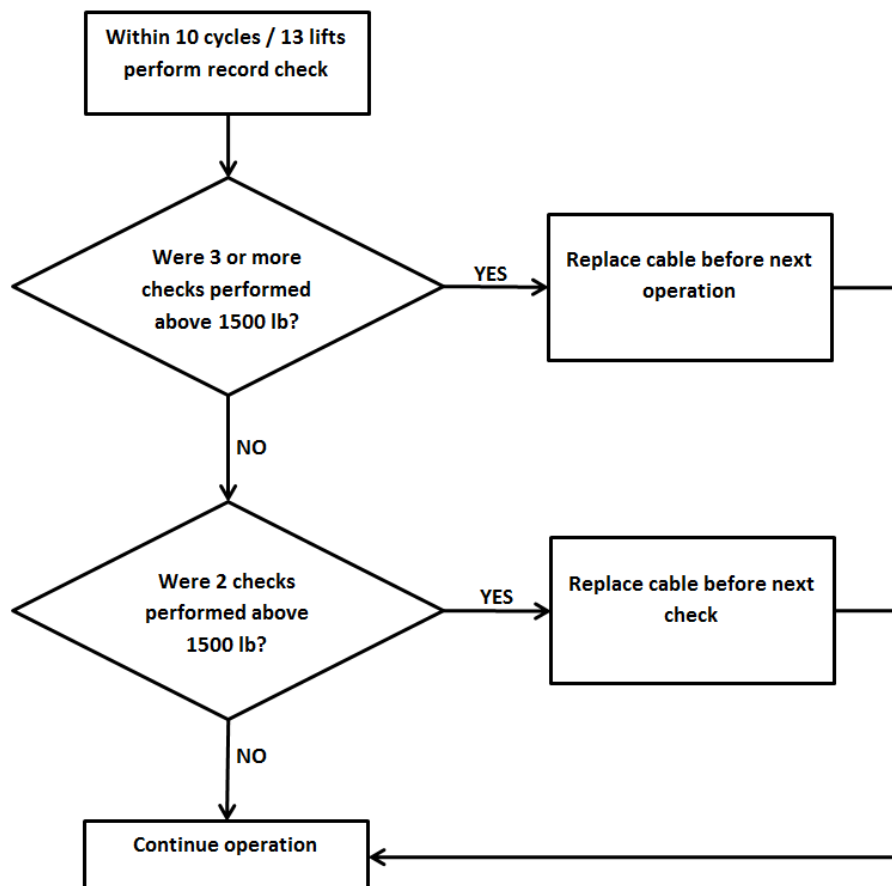 Within 10 cycles / 13 lifts
perform record check
Were 3 or more
checks performed
above 1500 lb?
YES
Replace cable before next
operation
NO
Were 2 checks
performed above
1500 lb?
YES
Replace cable before next
check
NO
Continue operation